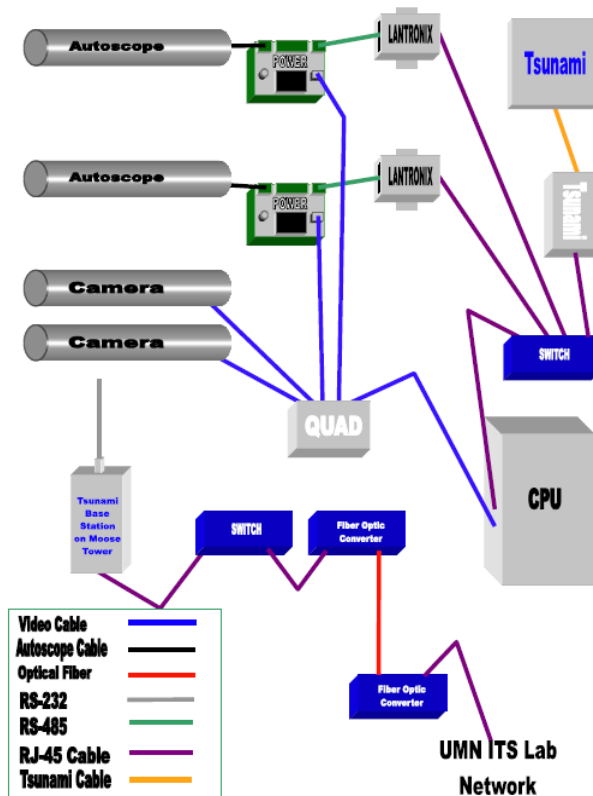 Autoscope
POWER
LANTRONIX
Tsunami
Autoscope
POWER
LANTRONIX
Tsunami
Camera
Camera
SWITCH
QUAD
CPU
Tsunami
Base
Station
on Moose
Tower
SWITCH
Fiber Optic
Converter
Fiber Optic
Converter
UMN ITS Lab
Network
Video Cable
Autoscope Cable
Optical Fiber
RS-232
RS-485
RJ-45 Cable
Tsunami Cable